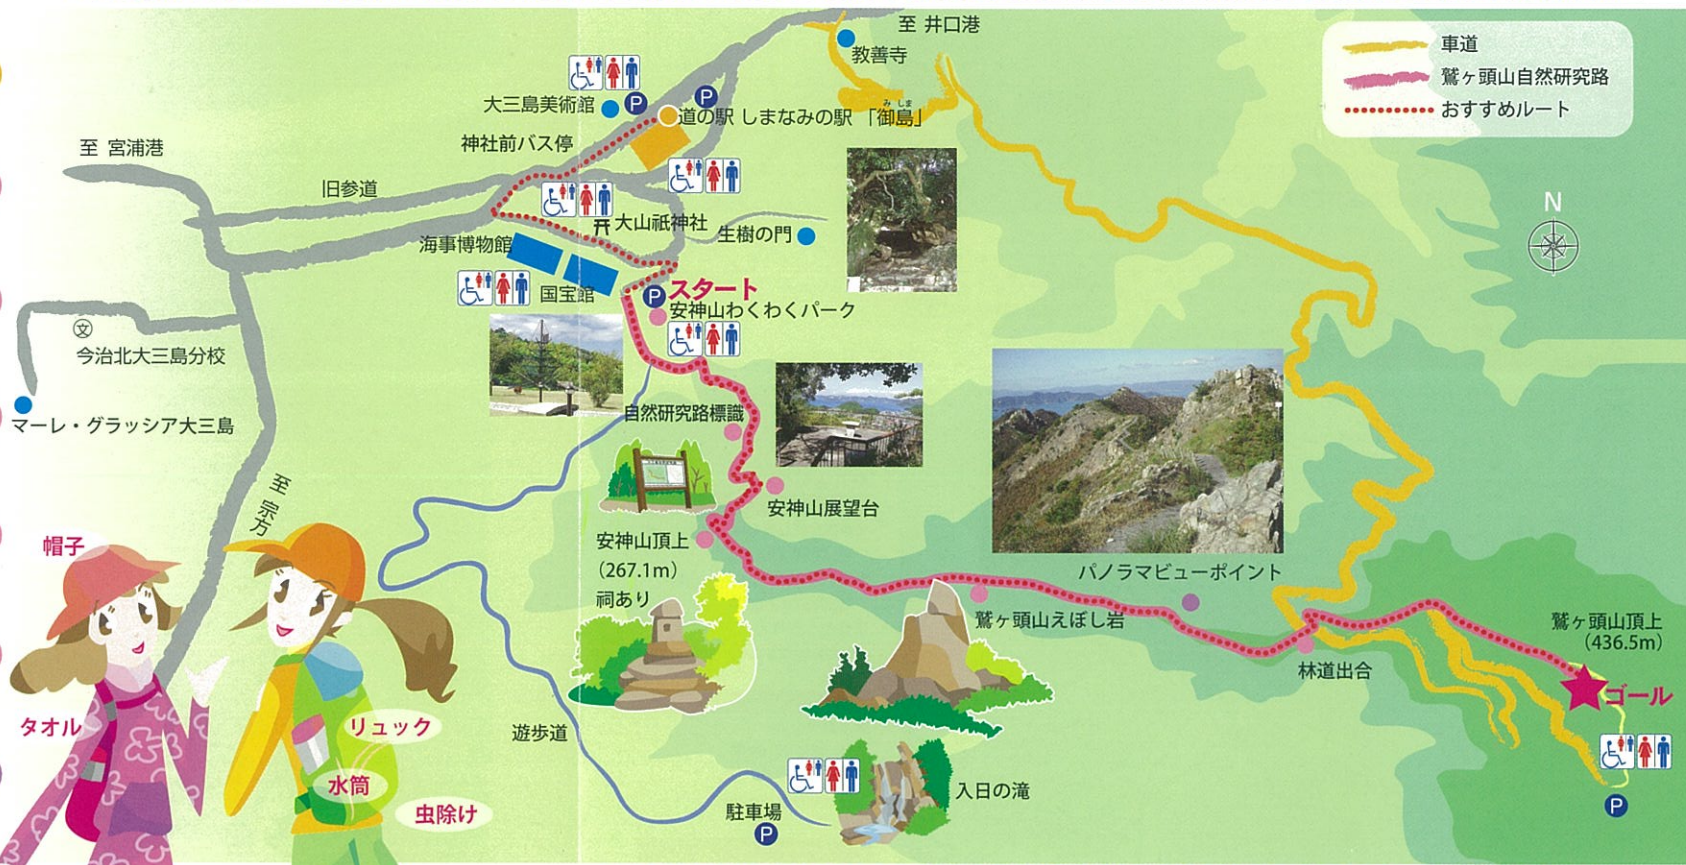 至 井口港
教善寺
車道
鷲ヶ頭山自然研究路
おすすめルート
大三島美術館
P
P
みしま
道の駅 しまなみの駅 「御島」
神社前バス停
至 宮浦港
旧参道
大山祇神社
生樹の門
海事博物館
国宝館
N
P
スタート
安神山わくわくパーク
文
今治北大三島分校
マーレ・グラッシア大三島
自然研究路標識
安神山展望台
至 宗方
安神山頂上
(267.1m)
祠あり
パノラマビューポイント
鷲ヶ頭山えぼし岩
林道出合
鷲ヶ頭山頂上
(436.5m)
ゴール
P
帽子
タオル
リュック
水筒
虫除け
遊歩道
駐車場
P
入日の滝